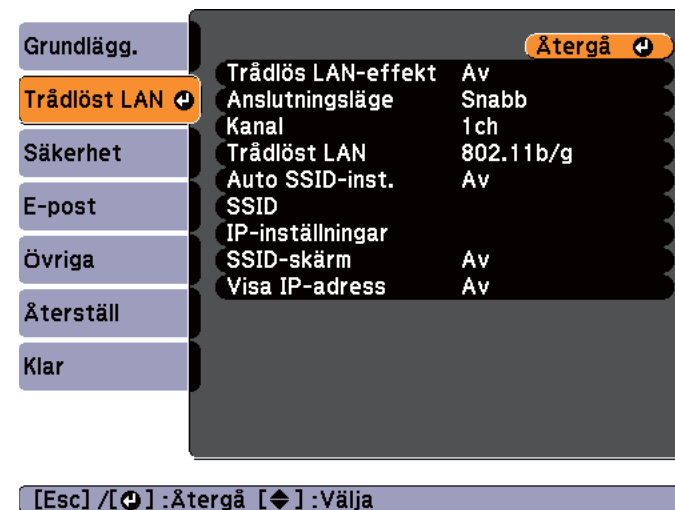 Grundlägg.
Trådlöst LAN
Säkerhet
E-post
Övriga
Återställ
Klar
Återgå
Trådlös LAN-effekt Av
Anslutningsläge Snabb
Kanal 1ch
Trådlöst LAN 802.11b/g
Auto SSID-inst. Av
SSID
IP-inställningar
SSID-skärm Av
Visa IP-adress Av
[Esc] /[⏎] :Återgå [◆] :Välja